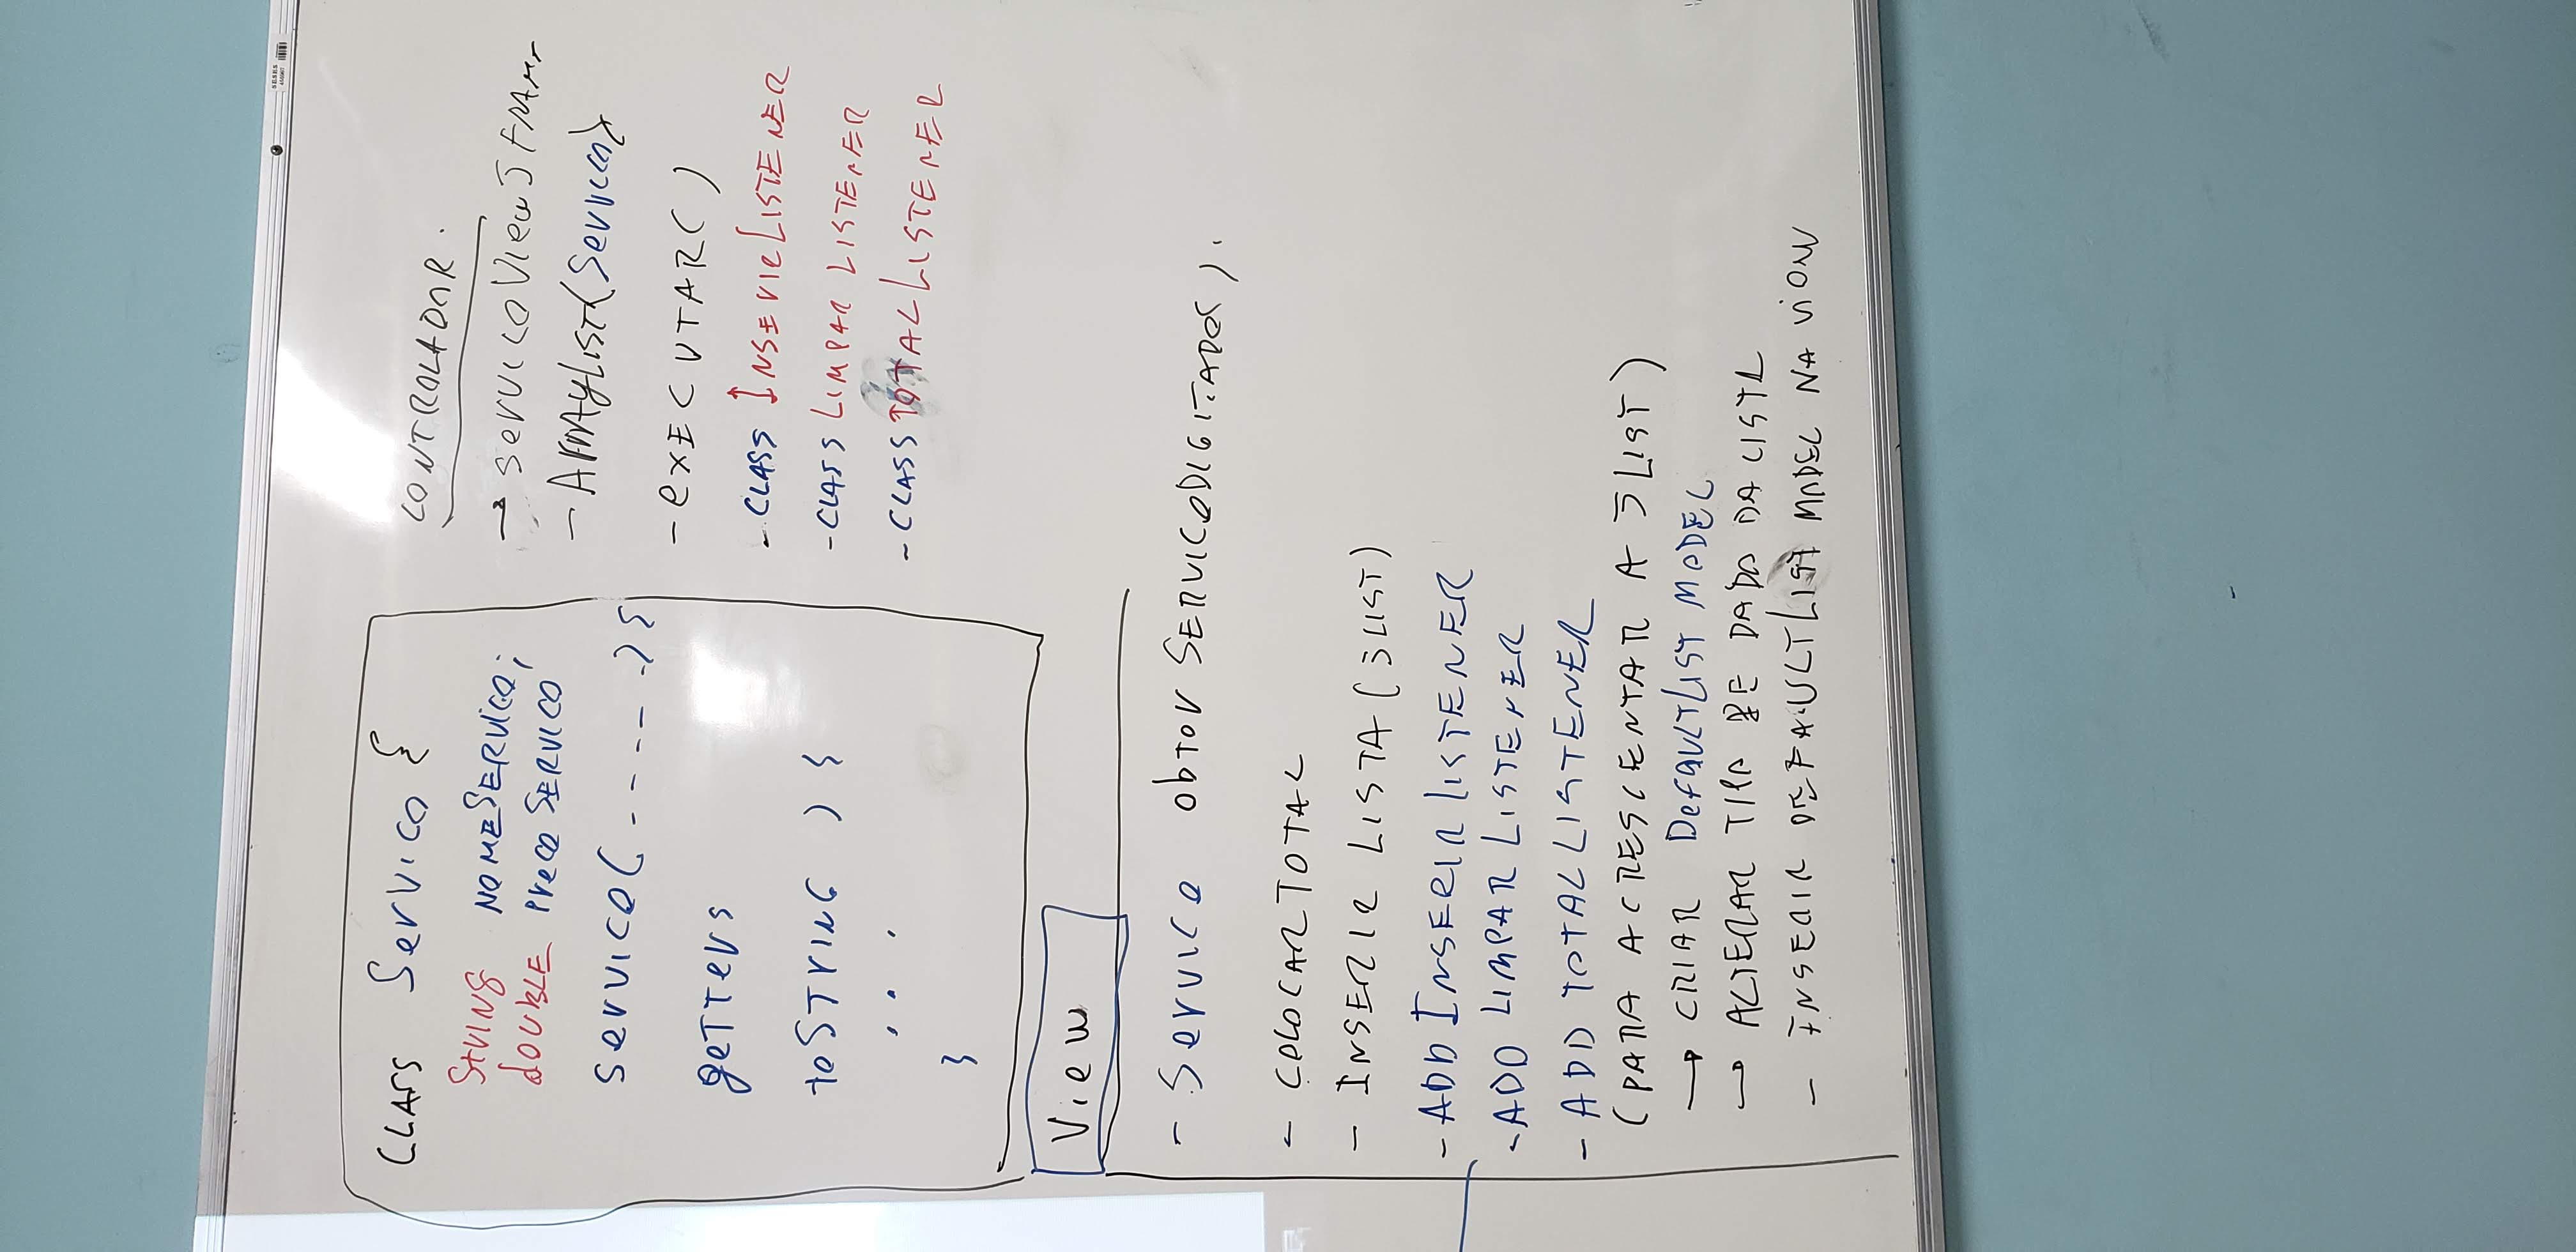 CLASS Servico {
String NOMESERVICO;
double PrecoSERVICO
servico( - - - - - ) {
getters
toSTRING ) {
. . .
}
CONTROLADOR.
→ servicoViewJFrame
- ArrayList<Servico>
- EXECUTAR()
- CLASS INSERIRLISTENER
- CLASS LIMPAR LISTENER
- CLASS TOTALLISTENER
View
- Servico obter SERVICODIGITADO( ).
- COLOCARTOTAL
- INSERIR LISTA (JLIST)
- ADD INSERIR LISTENER
- ADD LIMPAR LISTENER
- ADD TOTALLISTENER
(PARA ACRESCENTAR A JLIST)
→ CRIAR DefaultList MODEL
→ ALTERAR TIPO DE DADO DA LISTA
- INSERIR DEFAULTLIST MODEL NA VIEW
SESES